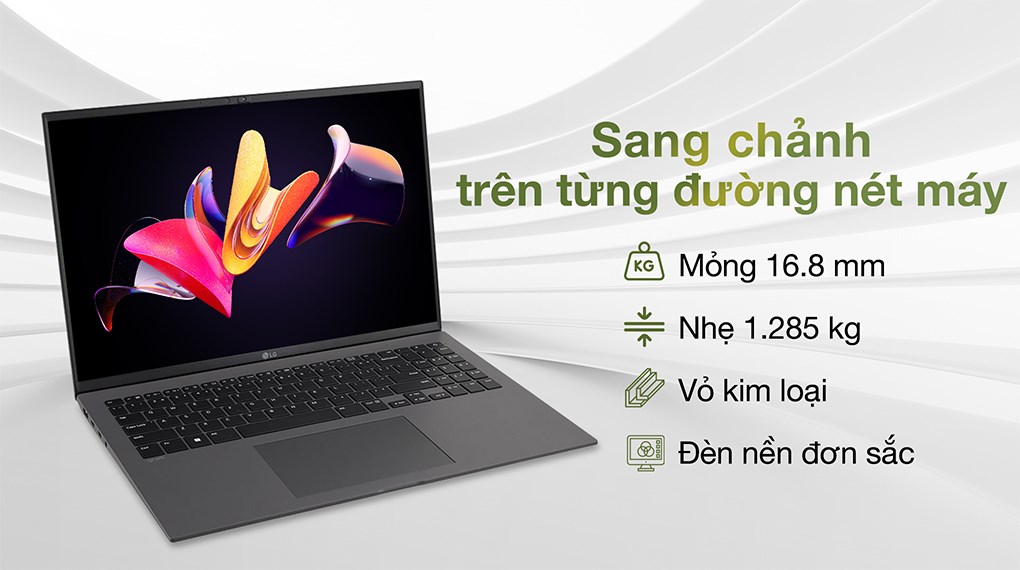 Sang chảnh
trên từng đường nét máy
KG
Mỏng 16.8 mm
Nhẹ 1.285 kg
Vỏ kim loại
Đèn nền đơn sắc
LG